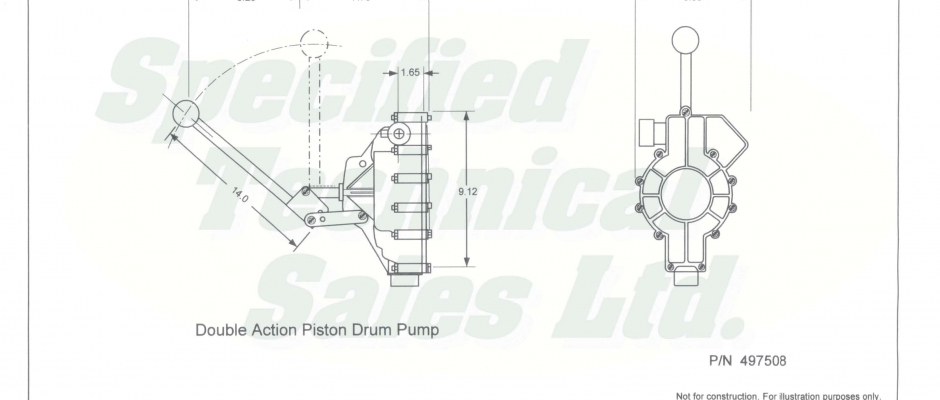 1.65
14.0
9.12
Specified
Technical
Sales Ltd.
Double Action Piston Drum Pump
P/N 497508
Not for construction. For illustration purposes only.